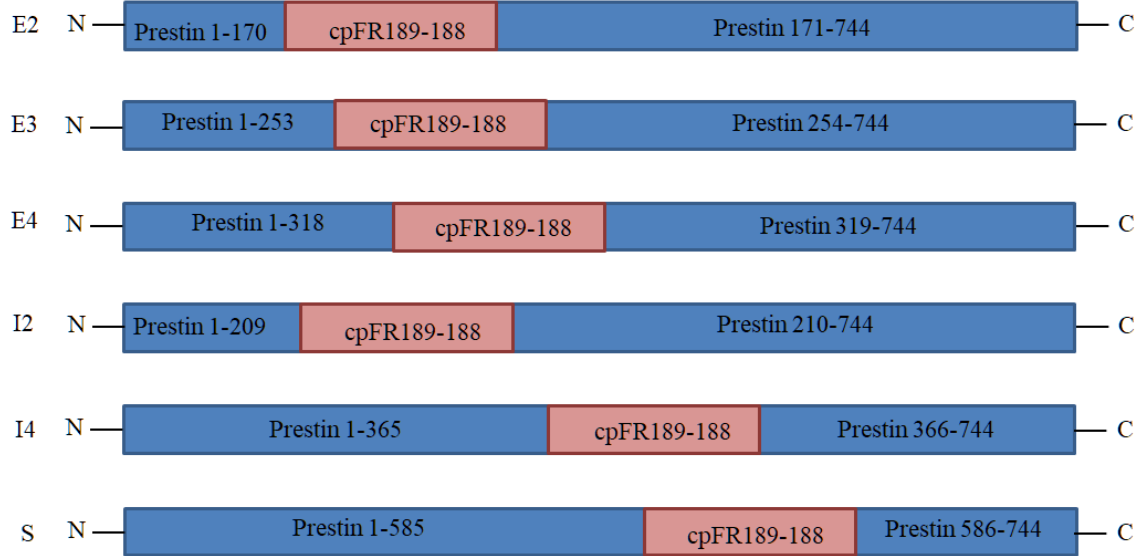 E2 N Prestin 1-170 cpFR189-188 Prestin 171-744 C
E3 N Prestin 1-253 cpFR189-188 Prestin 254-744 C
E4 N Prestin 1-318 cpFR189-188 Prestin 319-744 C
I2 N Prestin 1-209 cpFR189-188 Prestin 210-744 C
I4 N Prestin 1-365 cpFR189-188 Prestin 366-744 C
S N Prestin 1-585 cpFR189-188 Prestin 586-744 C